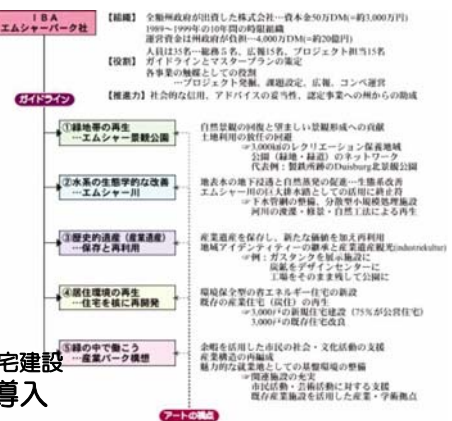 IBA
エムシャーパーク社
【組織】 全額州政府が出資した株式会社…資本金50万DM(=約3,000万円)
1989～1999年の10年間の時限組織
運営資金は州政府が負担…4,000万DM(=約20億円)
人員は35名…総務5名、広報15名、プロジェクト担当15名
【役割】 ガイドラインとマスタープランの策定
各事業の触媒としての役割
…プロジェクト発掘、課題設定、広報、コンペ運営
【推進力】社会的な信用、アドバイスの妥当性、認定事業への州からの助成
ガイドライン
①緑地帯の再生
…エムシャー景観公園
自然景観の回復と望ましい景観形成への貢献
土地利用の放任の回避
☞3,000k㎡のレクリエーション保養地域
公園（緑地・緑道）のネットワーク
代表例：製鉄所跡のDuisburg北景観公園
②水系の生態学的な改善
…エムシャー川
地表水の地下浸透と自然蒸発の促進…生態系改善
エムシャー川の巨大排水路としての活用に終止符
☞下水管網の整備、分散型小規模処理施設
河川の浚渫・修景・自然工法による再生
③歴史的遺産（産業遺産）
…保存と再利用
産業遺産を保存し、新たな価値を加え再利用
地域アイデンティティーの継承と産業遺産観光(industrekultur)
☞例：ガスタンクを展示施設に
炭鉱をデザインセンターに
工場をそのまま残して公園に
④居住環境の再生
…住宅を核に再開発
環境保全型の省エネルギー住宅の新設
既存の産業住宅（炭住）の再生
☞3,000戸の新規住宅建設（75％が公営住宅）
3,000戸の既存住宅改良
宅建設
導入
⑤緑の中で働こう
…産業パーク構想
余暇を活用した市民の社会・文化活動の支援
産業構造の再編成
魅力的な就業地としての基盤環境の整備
☞関連施設の充実
市民活動・芸術活動に対する支援
既存産業施設を活用した産業・学術拠点
アートの視点